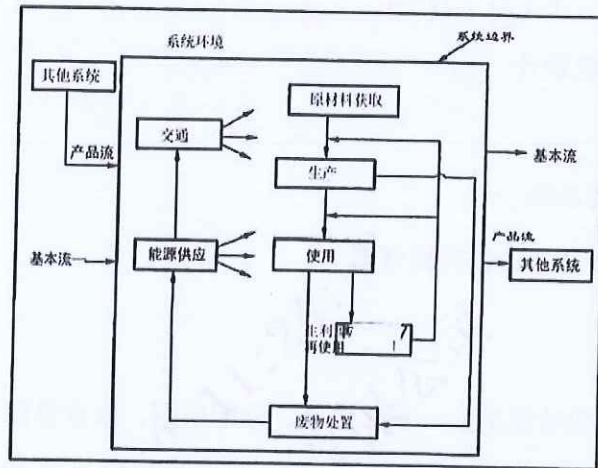 系统环境
系统边界
其他系统
原材料获取
交通
产品流
基本流
生产
产品流
基本流
能源供应
使用
其他系统
再使用
废物处置